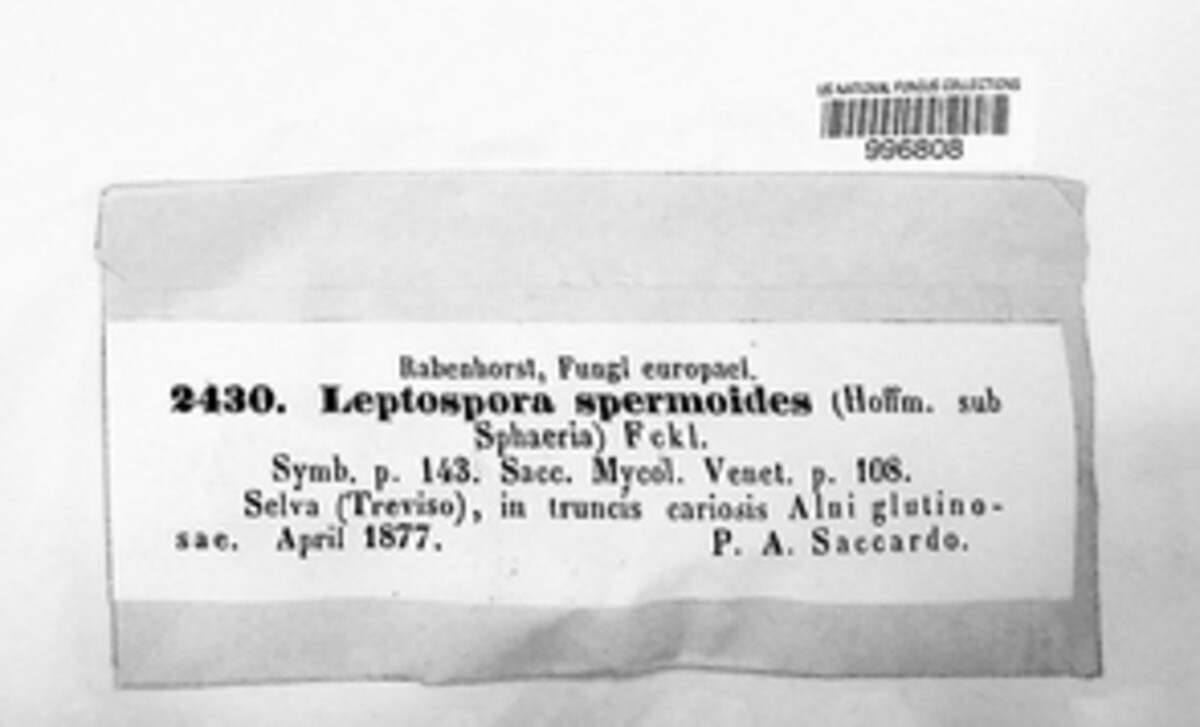 US NATIONAL FUNGUS COLLECTIONS
996808
Rabenhorst, Fungi europaei.
2430. Leptospora spermoides (Hoffm. sub
Sphaeria) Fckl.
Symb. p. 143. Sacc. Mycol. Venet. p. 108.
Selva (Treviso), in truncis cariosis Alni glutino-
sae. April 1877. P. A. Saccardo.